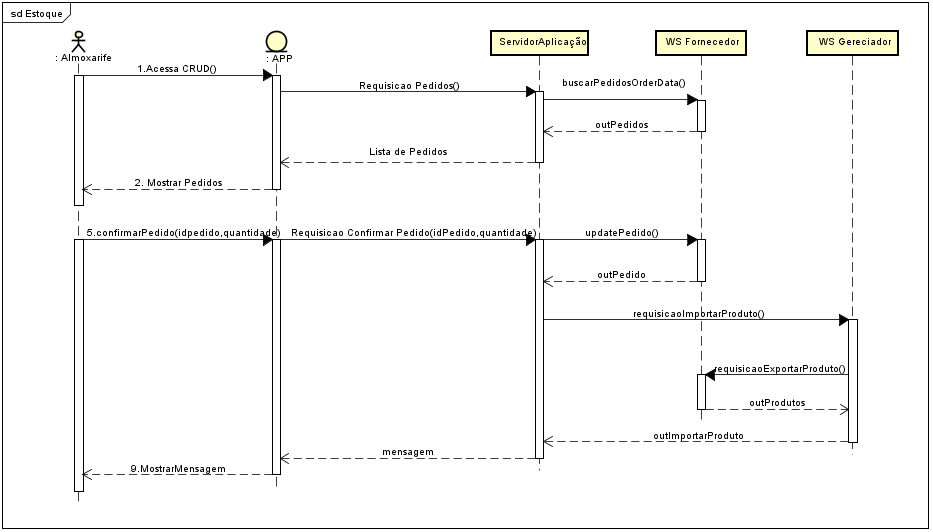 sd Estoque
: Almoxarife
: APP
ServidorAplicação
WS Fornecedor
WS Gereciador
1.Acessa CRUD()
Requisicao Pedidos()
buscarPedidosOrderData()
outPedidos
Lista de Pedidos
2. Mostrar Pedidos
5.confirmarPedido(idpedido,quantidade)
Requisicao Confirmar Pedido(idPedido,quantidade)
updatePedido()
outPedido
requisicaoImportarProduto()
requisicaoExportarProduto()
outProdutos
outImportarProduto
mensagem
9.MostrarMensagem